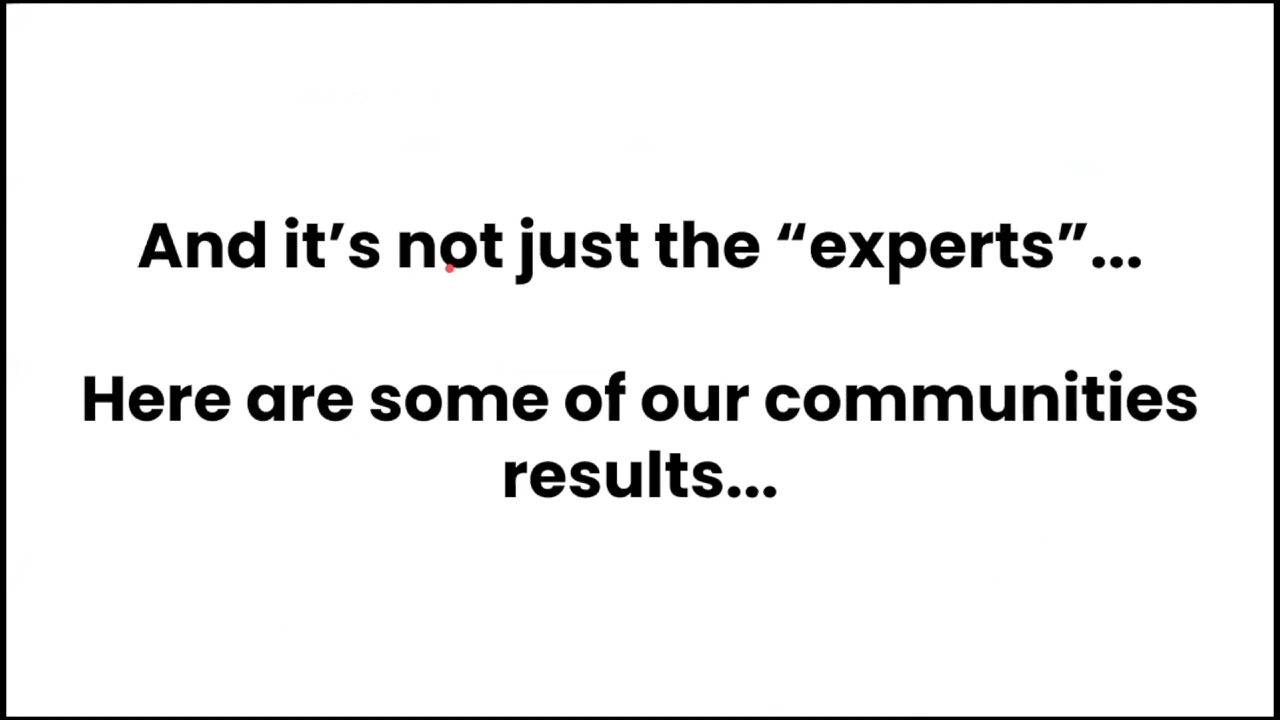 And it’s not just the “experts”...
Here are some of our communities
results...